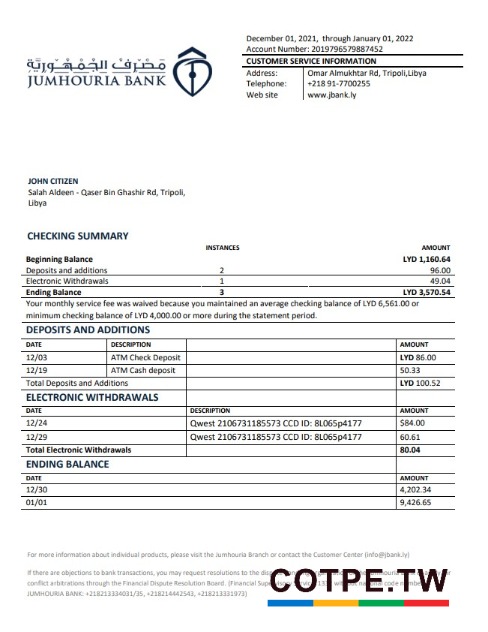 December 01, 2021, through January 01, 2022
Account Number: 2019796579887452
CUSTOMER SERVICE INFORMATION
مصرف الجمهورية
JUMHOURIA BANK
Address: Omar Almukhtar Rd, Tripoli,Libya
Telephone: +218 91-7700255
Web site www.jbank.ly
JOHN CITIZEN
Salah Aldeen - Qaser Bin Ghashir Rd, Tripoli,
Libya
CHECKING SUMMARY
INSTANCES AMOUNT
Beginning Balance LYD 1,160.64
Deposits and additions 2 96.00
Electronic Withdrawals 1 49.04
Ending Balance 3 LYD 3,570.54
Your monthly service fee was waived because you maintained an average checking balance of LYD 6,561.00 or
minimum checking balance of LYD 4,000.00 or more during the statement period.
DEPOSITS AND ADDITIONS
DATE DESCRIPTION AMOUNT
12/03 ATM Check Deposit LYD 86.00
12/19 ATM Cash deposit 50.33
Total Deposits and Additions LYD 100.52
ELECTRONIC WITHDRAWALS
DATE DESCRIPTION AMOUNT
12/24 Qwest 2106731185573 CCD ID: 8L065p4177 $84.00
12/29 Qwest 2106731185573 CCD ID: 8L065p4177 60.61
Total Electronic Withdrawals 80.04
ENDING BALANCE
DATE AMOUNT
12/30 4,202.34
01/01 9,426.65
For more information about individual products, please visit the Jumhouria Branch or contact the Customer Center (info@jbank.ly)
If there are objections to bank transactions, you may request resolutions to the
conflict arbitrations through the Financial Dispute Resolution Board. (Financial
JUMHOURIA BANK: +218213334031/35, +218214442543, +218213331973)
COTPE.TW